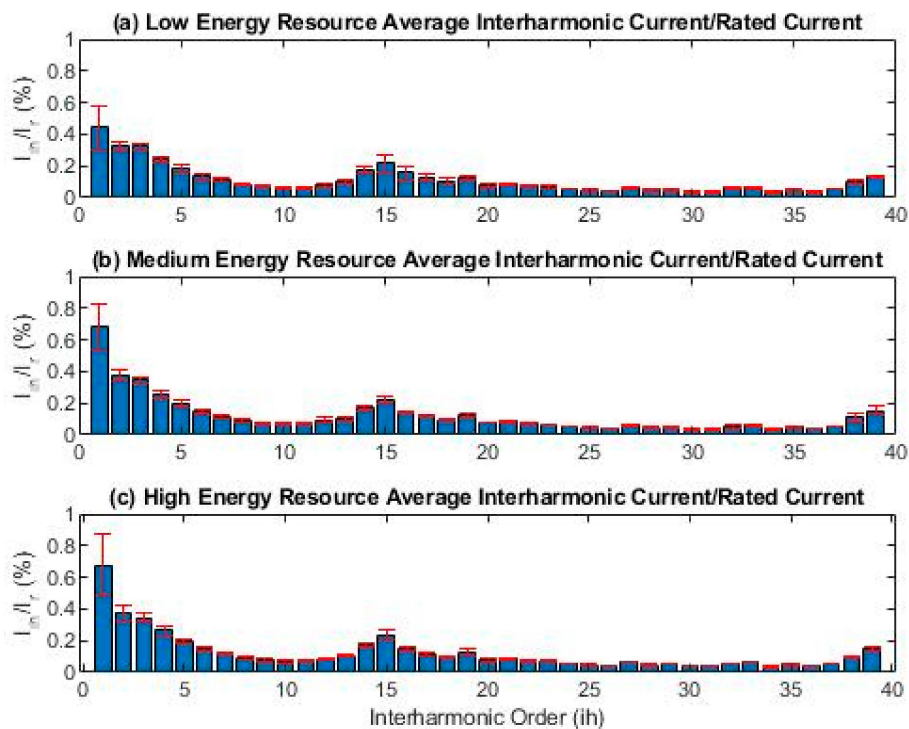 (a) Low Energy Resource Average Interharmonic Current/Rated Current
1
0.8
0.6
0.4
0.2
0
I_ih/I_r (%)
0 5 10 15 20 25 30 35 40
(b) Medium Energy Resource Average Interharmonic Current/Rated Current
1
0.8
0.6
0.4
0.2
0
I_ih/I_r (%)
0 5 10 15 20 25 30 35 40
(c) High Energy Resource Average Interharmonic Current/Rated Current
1
0.8
0.6
0.4
0.2
0
I_ih/I_r (%)
0 5 10 15 20 25 30 35 40
Interharmonic Order (ih)